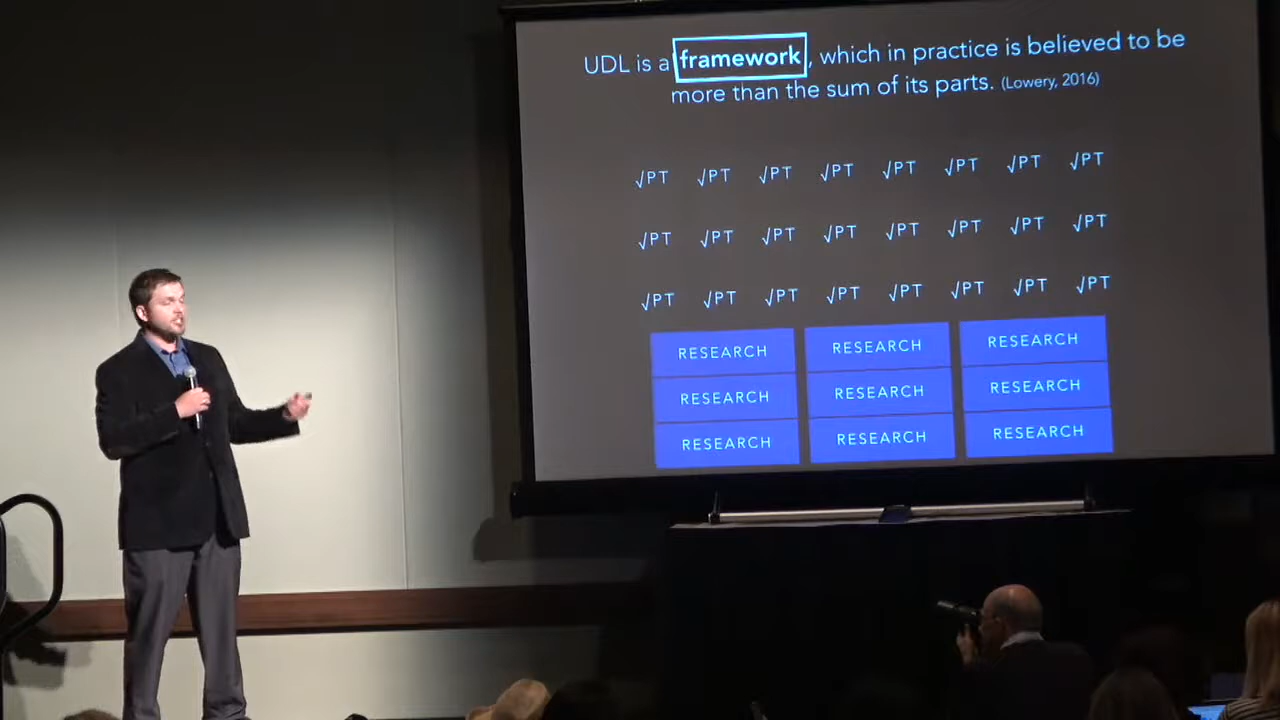 UDL is a framework, which in practice is believed to be
more than the sum of its parts. (Lowery, 2016)
√PT √PT √PT √PT √PT √PT √PT √PT
√PT √PT √PT √PT √PT √PT √PT √PT
√PT √PT √PT √PT √PT √PT √PT √PT
RESEARCH RESEARCH RESEARCH
RESEARCH RESEARCH RESEARCH
RESEARCH RESEARCH RESEARCH